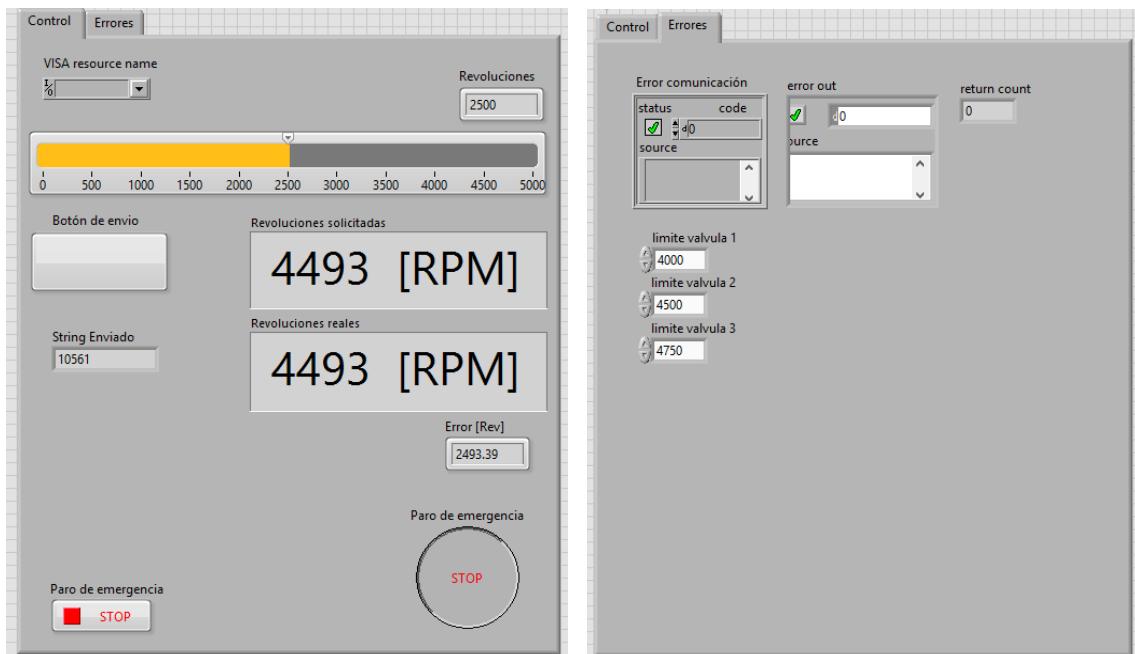 Control Errores
VISA resource name
I/O
Revoluciones
2500
0 500 1000 1500 2000 2500 3000 3500 4000 4500 5000
Botón de envio
Revoluciones solicitadas
4493 [RPM]
Revoluciones reales
4493 [RPM]
String Enviado
10561
Error [Rev]
2493.39
Paro de emergencia
STOP
Paro de emergencia
STOP
Control Errores
Error comunicación
status code
d0
source
error out
d0
ource
return count
0
limite valvula 1
4000
limite valvula 2
4500
limite valvula 3
4750